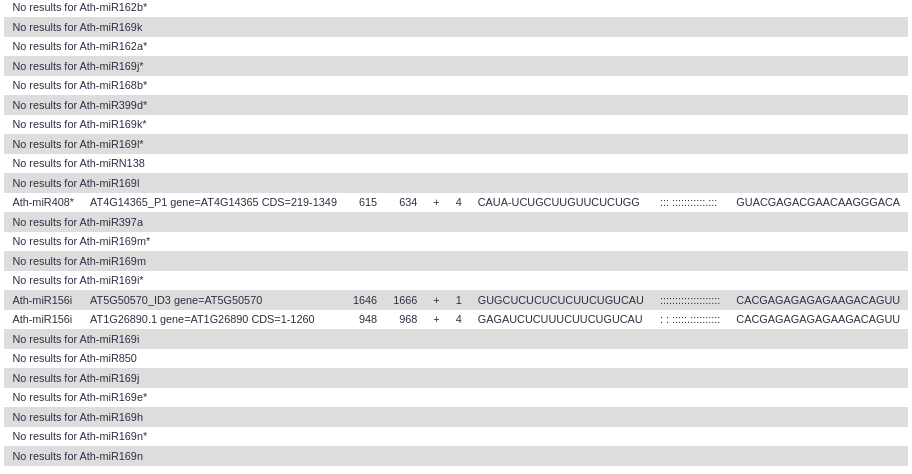 No results for Ath-miR162b*
No results for Ath-miR169k
No results for Ath-miR162a*
No results for Ath-miR169j*
No results for Ath-miR168b*
No results for Ath-miR399d*
No results for Ath-miR169k*
No results for Ath-miR169l*
No results for Ath-miRN138
No results for Ath-miR169l
Ath-miR408* AT4G14365_P1 gene=AT4G14365 CDS=219-1349 615 634 + 4 CAUA-UCUGCUUGUUCUCUGG ::: :::::::::::.::: GUACGAGACGAACAAGGGACA
No results for Ath-miR397a
No results for Ath-miR169m*
No results for Ath-miR169m
No results for Ath-miR169i*
Ath-miR156i AT5G50570_ID3 gene=AT5G50570 1646 1666 + 1 GUGCUCUCUCUCUUCUGUCAU :::::::::::::::::::: CACGAGAGAGAGAAGACAGUU
Ath-miR156i AT1G26890.1 gene=AT1G26890 CDS=1-1260 948 968 + 4 GAGAUCUCUUUCUUCUGUCAU : : ::::::.:::::::::: CACGAGAGAGAGAAGACAGUU
No results for Ath-miR169i
No results for Ath-miR850
No results for Ath-miR169j
No results for Ath-miR169e*
No results for Ath-miR169h
No results for Ath-miR169n*
No results for Ath-miR169n